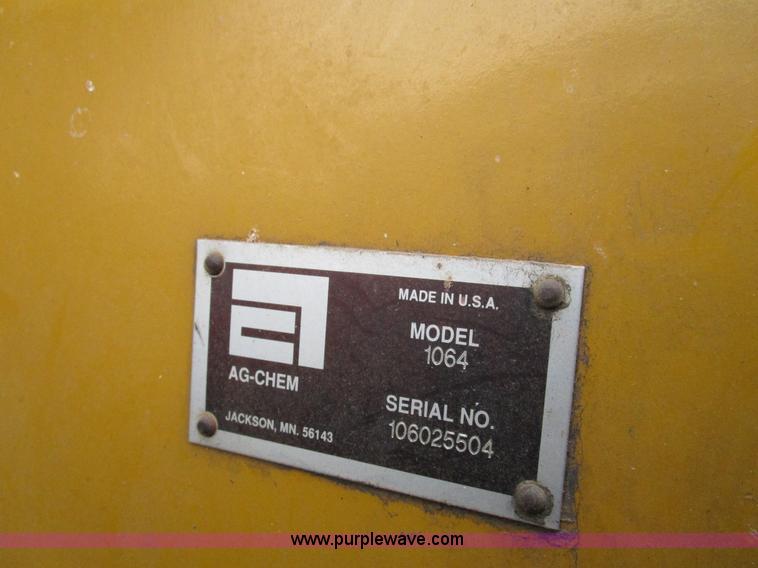 MADE IN U.S.A.
MODEL
1064
AG-CHEM
SERIAL NO.
JACKSON, MN. 56143
106025504
www.purplewave.com